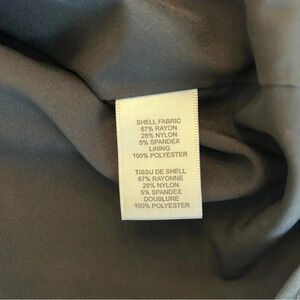 SHELL FABRIC
67% RAYON
28% NYLON
5% SPANDEX
LINING
100% POLYESTER
TISSU DE SHELL
67% RAYONNE
28% NYLON
5% SPANDEX
DOUBLURE
100% POLYESTER